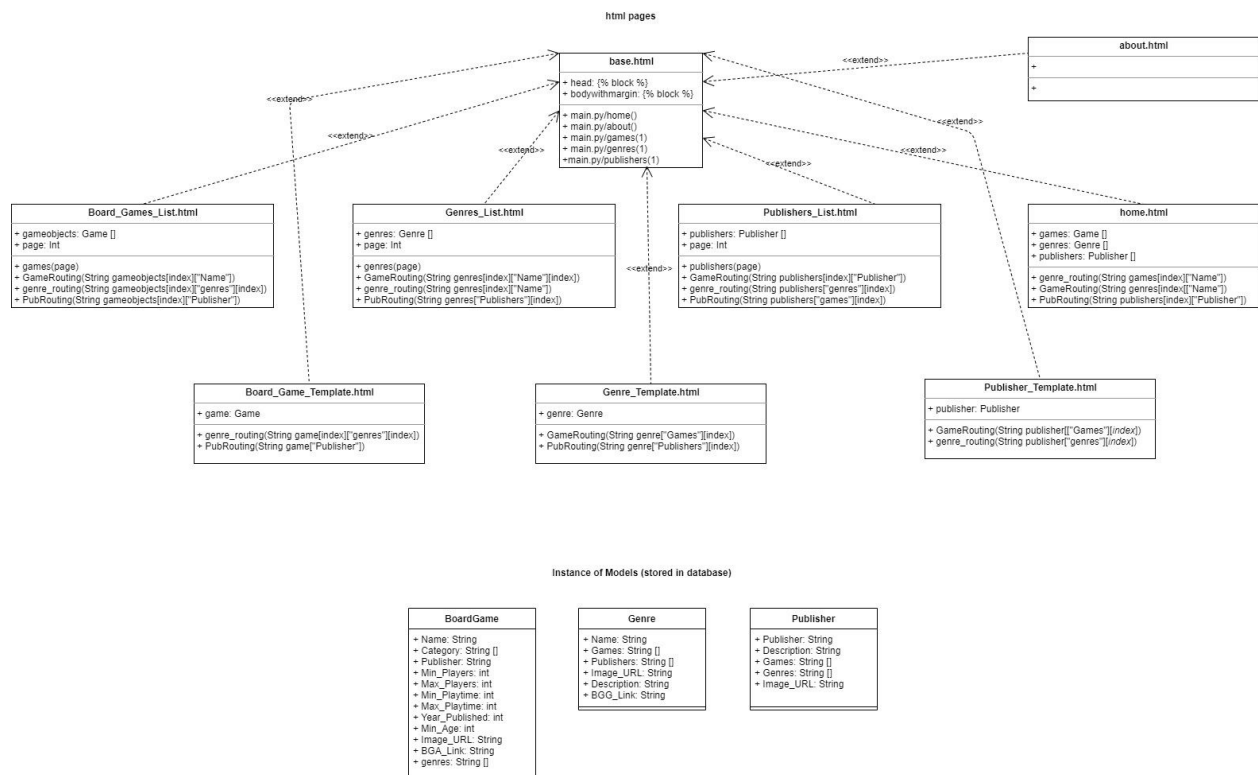 html pages
base.html
+ head: {% block %}
+ bodywithmargin: {% block %}
+ main.py/home()
+ main.py/about()
+ main.py/games(1)
+ main.py/genres(1)
+main.py/publishers(1)
about.html
+
+
<<extend>>
<<extend>>
<<extend>>
<<extend>>
<<extend>>
<<extend>>
<<extend>>
<<extend>>
Board_Games_List.html
+ gameobjects: Game []
+ page: Int
+ games(page)
+ GameRouting(String gameobjects[index]["Name"])
+ genre_routing(String gameobjects[index]["genres"][index])
+ PubRouting(String gameobjects[index]["Publisher"])
Genres_List.html
+ genres: Genre []
+ page: Int
+ genres(page)
+ GameRouting(String genres[index]["Name"][index])
+ genre_routing(String genres[index]["Name"])
+ PubRouting(String genres["Publishers"][index])
Publishers_List.html
+ publishers: Publisher []
+ page: Int
+ publishers(page)
+ GameRouting(String publishers[index]["Publisher"])
+ genre_routing(String publishers["genres"][index])
+ PubRouting(String publishers["games"][index])
home.html
+ games: Game []
+ genres: Genre []
+ publishers: Publisher []
+ genre_routing(String games[index]["Name"])
+ GameRouting(String genres[index[["Name"])
+ PubRouting(String publishers[index]["Publisher"])
Board_Game_Template.html
+ game: Game
+ genre_routing(String game[index]["genres"][index])
+ PubRouting(String game["Publisher"])
Genre_Template.html
+ genre: Genre
+ GameRouting(String genre["Games"][index])
+ PubRouting(String genre["Publishers"][index])
Publisher_Template.html
+ publisher: Publisher
+ GameRouting(String publisher[["Games"][index])
+ genre_routing(String publisher["genres"][index])
Instance of Models (stored in database)
BoardGame
+ Name: String
+ Category: String []
+ Publisher: String
+ Min_Players: int
+ Max_Players: int
+ Min_Playtime: int
+ Max_Playtime: int
+ Year_Published: int
+ Min_Age: int
+ Image_URL: String
+ BGA_Link: String
+ genres: String []
Genre
+ Name: String
+ Games: String []
+ Publishers: String []
+ Image_URL: String
+ Description: String
+ BGG_Link: String
Publisher
+ Publisher: String
+ Description: String
+ Games: String []
+ Genres: String []
+ Image_URL: String